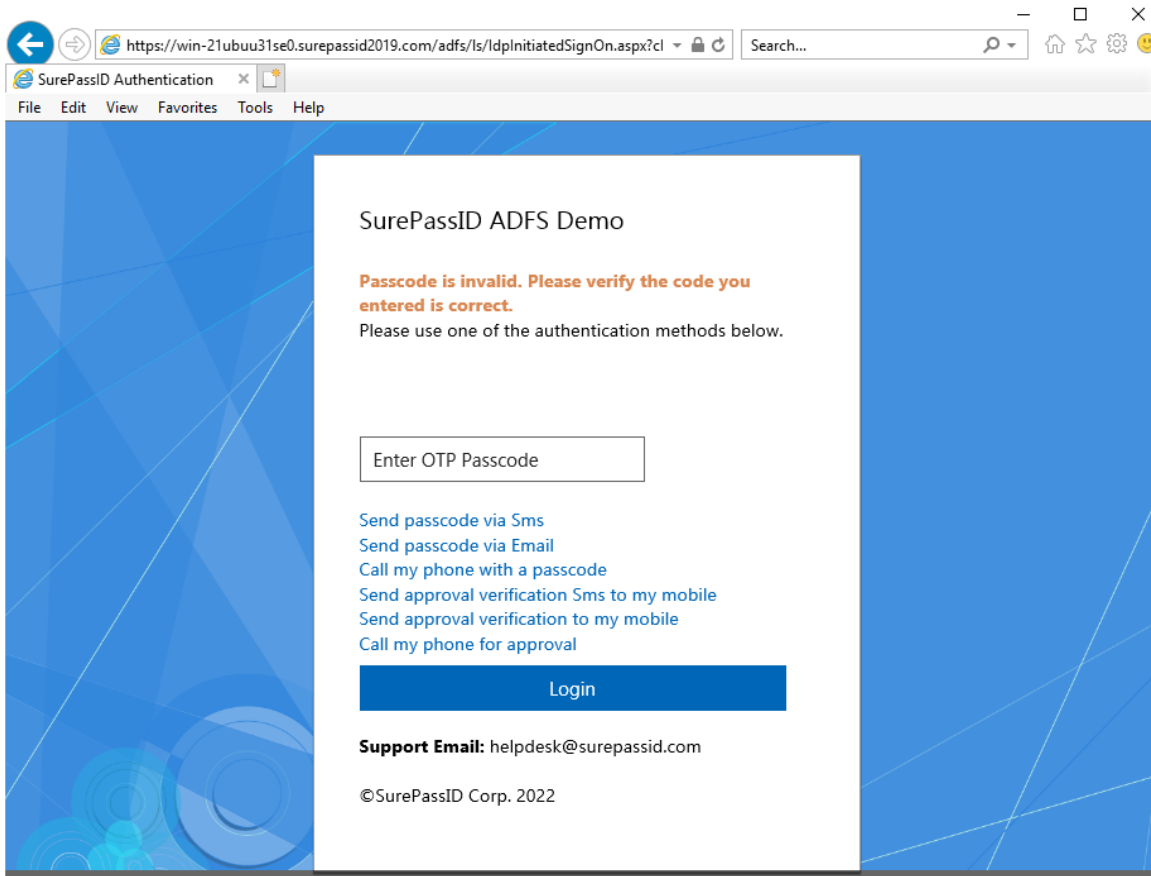 https://win-21ubuu31se0.surepassid2019.com/adfs/ls/IdpInitiatedSignOn.aspx?cl
Search...
SurePassID Authentication
File Edit View Favorites Tools Help
SurePassID ADFS Demo
Passcode is invalid. Please verify the code you
entered is correct.
Please use one of the authentication methods below.
Enter OTP Passcode
Send passcode via Sms
Send passcode via Email
Call my phone with a passcode
Send approval verification Sms to my mobile
Send approval verification to my mobile
Call my phone for approval
Login
Support Email: helpdesk@surepassid.com
©SurePassID Corp. 2022